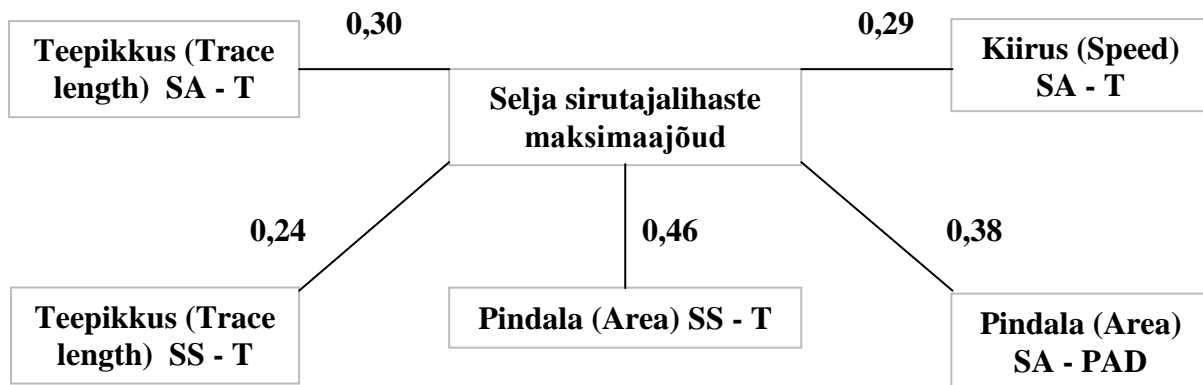 0,30
0,29
Teepikkus (Trace
length) SA - T
Selja sirutajalihaste
maksimaajõud
Kiirus (Speed)
SA - T
0,24
0,46
0,38
Teepikkus (Trace
length) SS - T
Pindala (Area) SS - T
Pindala (Area)
SA - PAD